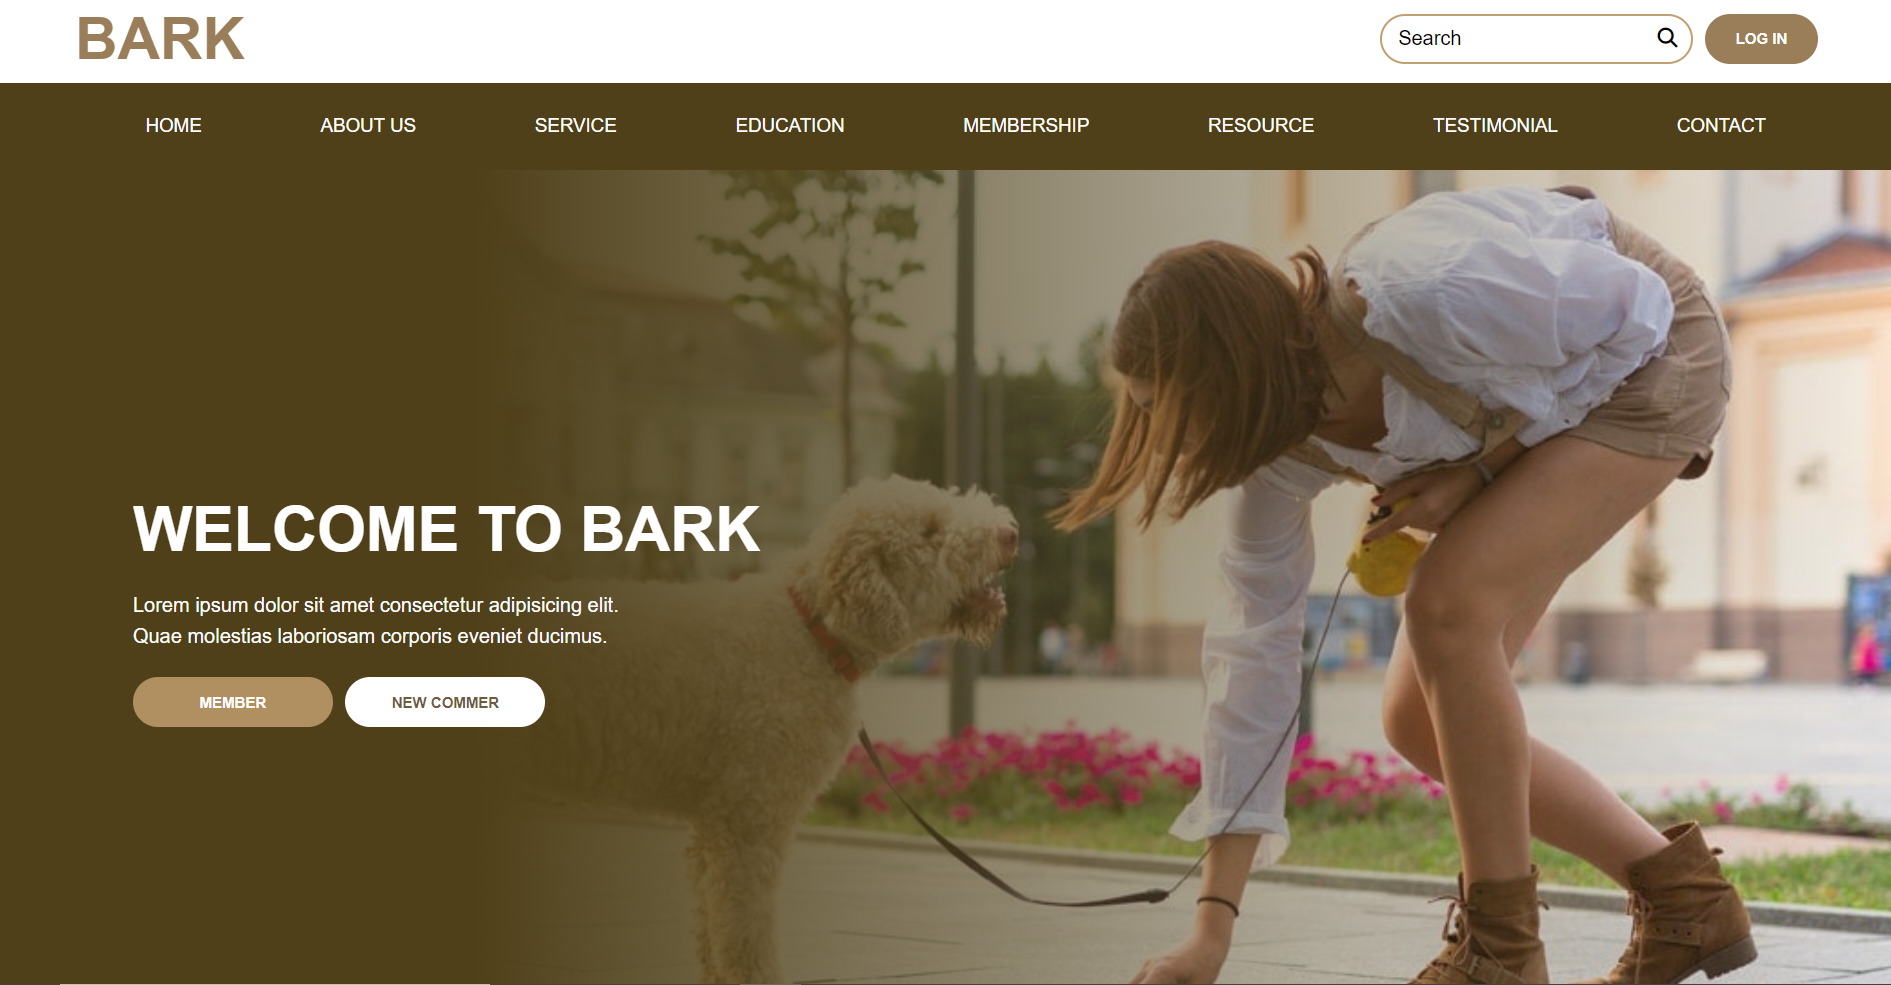 BARK
Search
LOG IN
HOME ABOUT US SERVICE EDUCATION MEMBERSHIP RESOURCE TESTIMONIAL CONTACT
WELCOME TO BARK
Lorem ipsum dolor sit amet consectetur adipisicing elit.
Quae molestias laboriosam corporis eveniet ducimus.
MEMBER
NEW COMMER